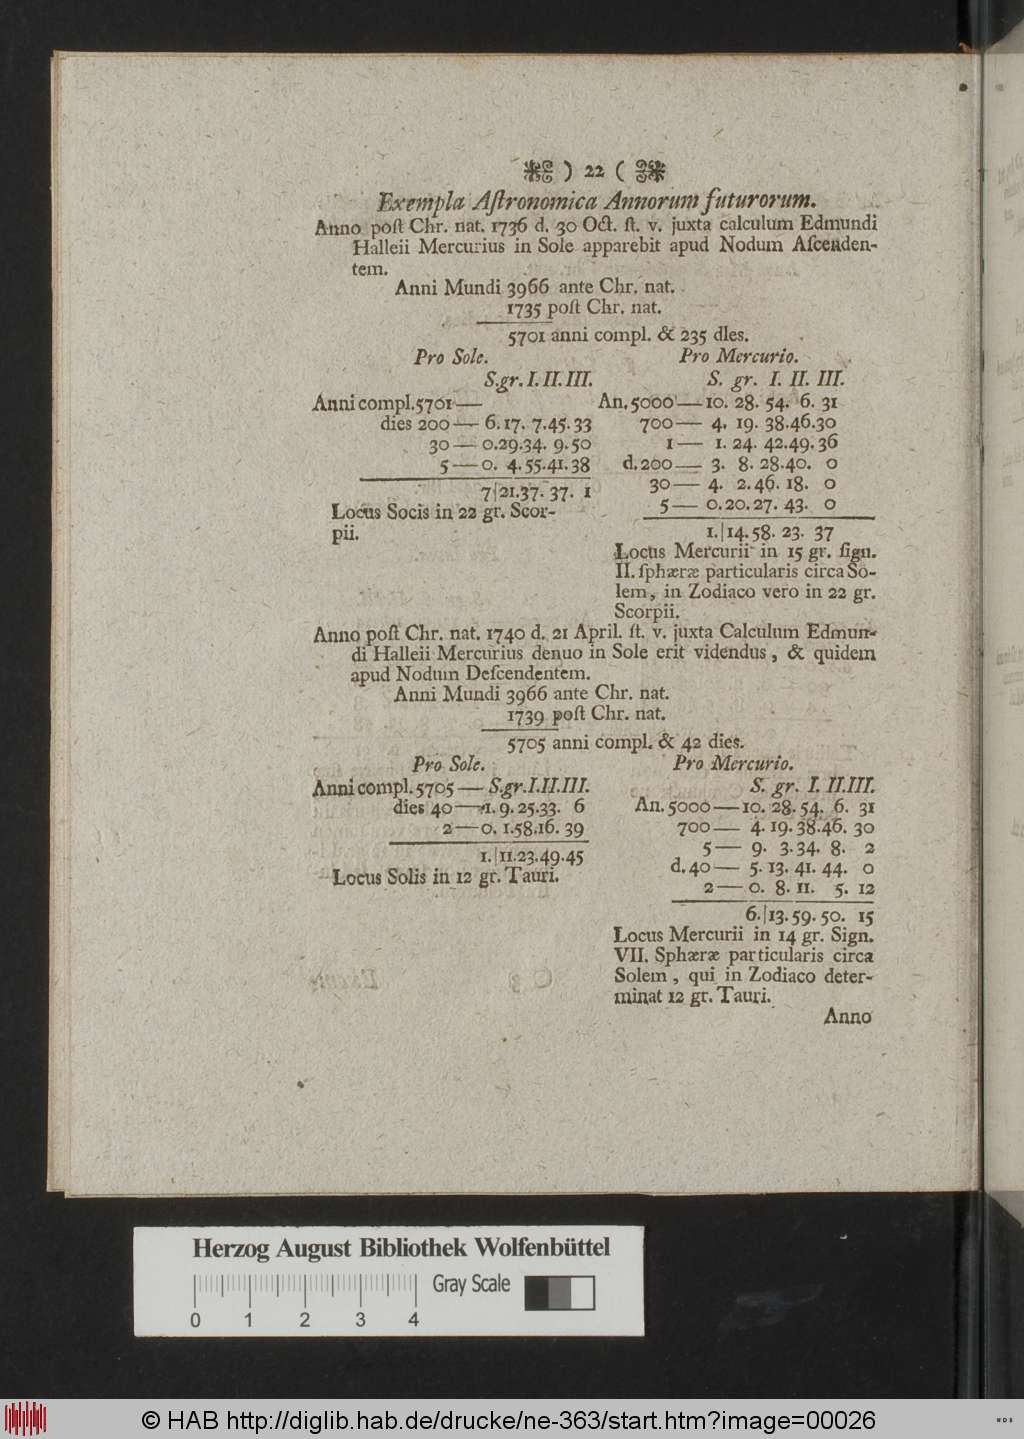 ) 22 (
Exempla Aſtronomica Annorum futurorum.
Anno poſt Chr. nat. 1736 d. 30 Oct. ſt. v. juxta calculum Edmundi
Halleii Mercurius in Sole apparebit apud Nodum Aſcenden-
tem.
Anni Mundi 3966 ante Chr. nat.
1735 poſt Chr. nat.
5701 anni compl. & 235 dles.
Pro Sole.
S.gr. I. II. III.
Anni compl. 5701 —
dies 200 — 6. 17. 7. 45. 33
30 — 0. 29. 34. 9. 50
5 — 0. 4. 55. 41. 38
7|21. 37. 37. 1
Locus Socis in 22 gr. Scor-
pii.
Pro Mercurio.
S. gr. I. II. III.
An. 5000 — 10. 28. 54. 6. 31
700 — 4. 19. 38. 46. 30
1 — 1. 24. 42. 49. 36
d. 200 — 3. 8. 28. 40. 0
30 — 4. 2. 46. 18. 0
5 — 0. 20. 27. 43. 0
1.|14. 58. 23. 37
Locus Mercurii in 15 gr. ſign.
II. ſphæræ particularis circa So-
lem, in Zodiaco vero in 22 gr.
Scorpii.
Anno poſt Chr. nat. 1740 d. 21 April. ſt. v. juxta Calculum Edmun-
di Halleii Mercurius denuo in Sole erit videndus, & quidem
apud Nodum Deſcendentem.
Anni Mundi 3966 ante Chr. nat.
1739 poſt Chr. nat.
5705 anni compl. & 42 dies.
Pro Sole.
Anni compl. 5705 — S.gr. I. II. III.
dies 40 — 1. 9. 25. 33. 6
2 — 0. 1. 58. 16. 39
1.|11. 23. 49. 45
Locus Solis in 12 gr. Tauri.
Pro Mercurio.
S. gr. I. II. III.
An. 5000 — 10. 28. 54. 6. 31
700 — 4. 19. 38. 46. 30
5 — 9. 3. 34. 8. 2
d. 40 — 5. 13. 41. 44. 0
2 — 0. 8. 11. 5. 12
6.|13. 59. 50. 15
Locus Mercurii in 14 gr. Sign.
VII. Sphæræ particularis circa
Solem, qui in Zodiaco deter-
minat 12 gr. Tauri.
Anno
Herzog August Bibliothek Wolfenbüttel
Gray Scale
0 1 2 3 4
© HAB http://diglib.hab.de/drucke/ne-363/start.htm?image=00026
WDB